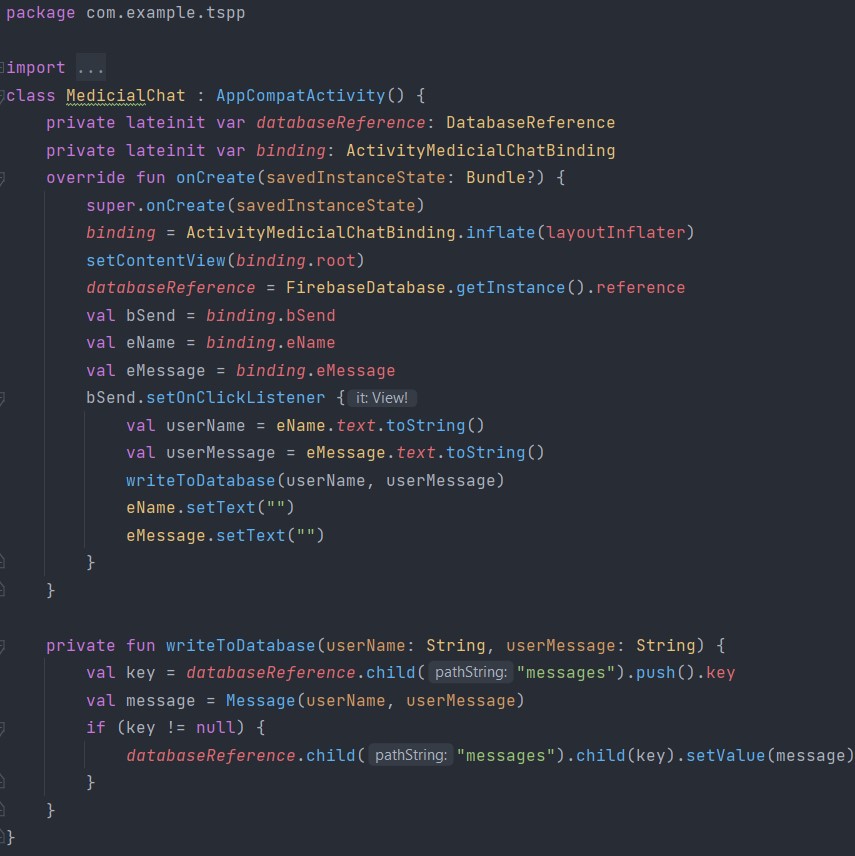 package com.example.tspp
import ...
class MedicialChat : AppCompatActivity() {
private lateinit var databaseReference: DatabaseReference
private lateinit var binding: ActivityMedicialChatBinding
override fun onCreate(savedInstanceState: Bundle?) {
super.onCreate(savedInstanceState)
binding = ActivityMedicialChatBinding.inflate(layoutInflater)
setContentView(binding.root)
databaseReference = FirebaseDatabase.getInstance().reference
val bSend = binding.bSend
val eName = binding.eName
val eMessage = binding.eMessage
bSend.setOnClickListener { it: View!
val userName = eName.text.toString()
val userMessage = eMessage.text.toString()
writeToDatabase(userName, userMessage)
eName.setText("")
eMessage.setText("")
}
}
private fun writeToDatabase(userName: String, userMessage: String) {
val key = databaseReference.child( pathString: "messages").push().key
val message = Message(userName, userMessage)
if (key != null) {
databaseReference.child( pathString: "messages").child(key).setValue(message)
}
}
}